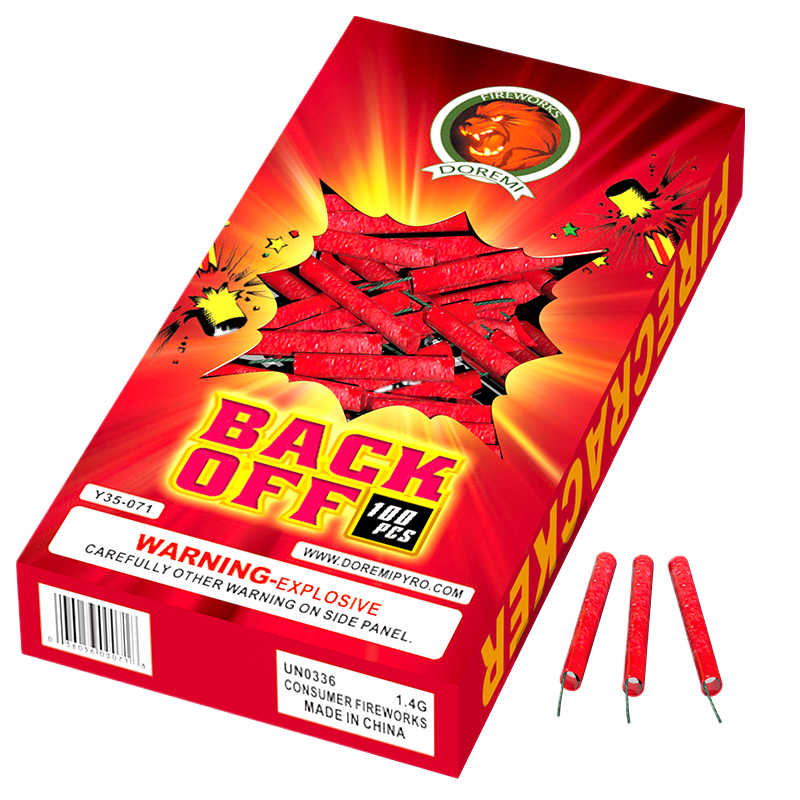 FIREWORKS
DOREMI
BACK
OFF
100
PCS
Y35-071
WWW.DOREMIPYRO.COM
WARNING-EXPLOSIVE
CAREFULLY OTHER WARNING ON SIDE PANEL.
UN0336 1.4G
CONSUMER FIREWORKS
MADE IN CHINA
FIRECRACKER